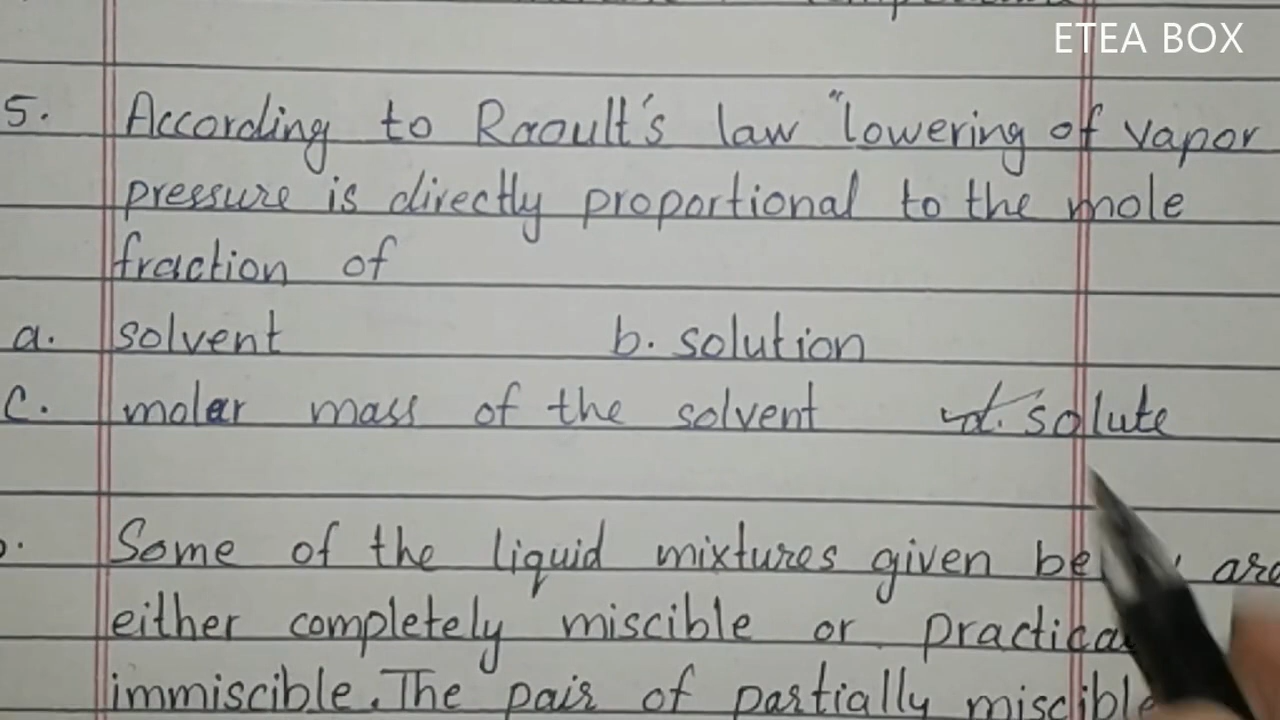 ETEA BOX
5. According to Raoult's law "lowering of vapor
pressure is directly proportional to the mole
fraction of
a. solvent b. solution
c. molar mass of the solvent d. solute
Some of the liquid mixtures given are
either completely miscible or
immiscible. The pair of partially miscible